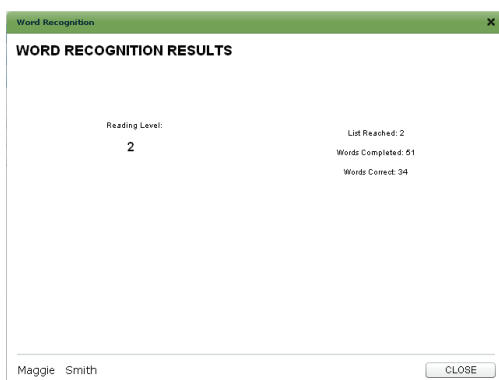 Word Recognition
WORD RECOGNITION RESULTS
Reading Level:
2
List Reached: 2
Words Completed: 51
Words Correct: 34
Maggie Smith
CLOSE